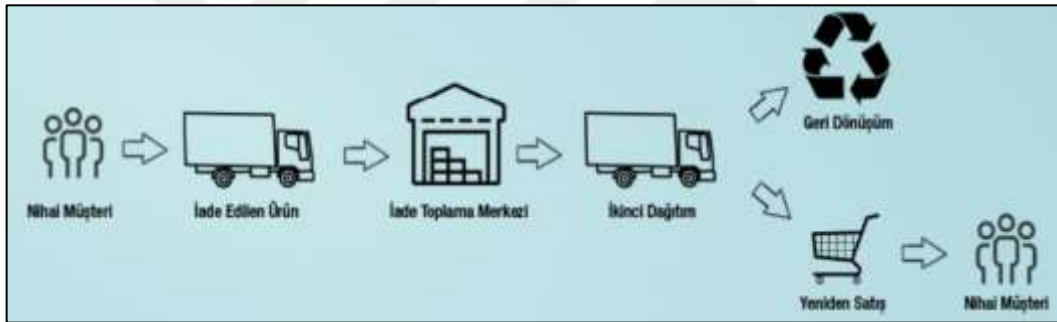 Nihai Müşteri
İade Edilen Ürün
İade Toplama Merkezi
İkinci Dağıtım
Geri Dönüşüm
Yeniden Satış
Nihai Müşteri